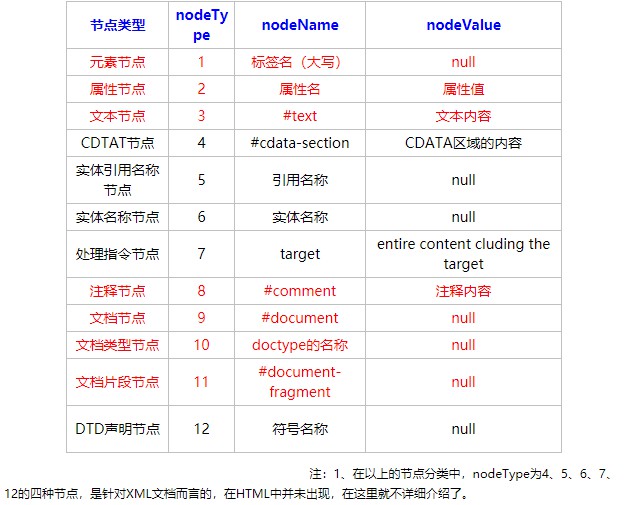 节点类型 nodeTy pe nodeName nodeValue
元素节点 1 标签名（大写） null
属性节点 2 属性名 属性值
文本节点 3 #text 文本内容
CDTAT节点 4 #cdata-section CDATA区域的内容
实体引用名称
节点 5 引用名称 null
实体名称节点 6 实体名称 null
处理指令节点 7 target entire content cluding the
target
注释节点 8 #comment 注释内容
文档节点 9 #document null
文档类型节点 10 doctype的名称 null
文档片段节点 11 #document-
fragment null
DTD声明节点 12 符号名称 null
注：1、在以上的节点分类中，nodeType为4、5、6、7、
12的四种节点，是针对XML文档而言的，在HTML中并未出现，在这里就不详细介绍了。